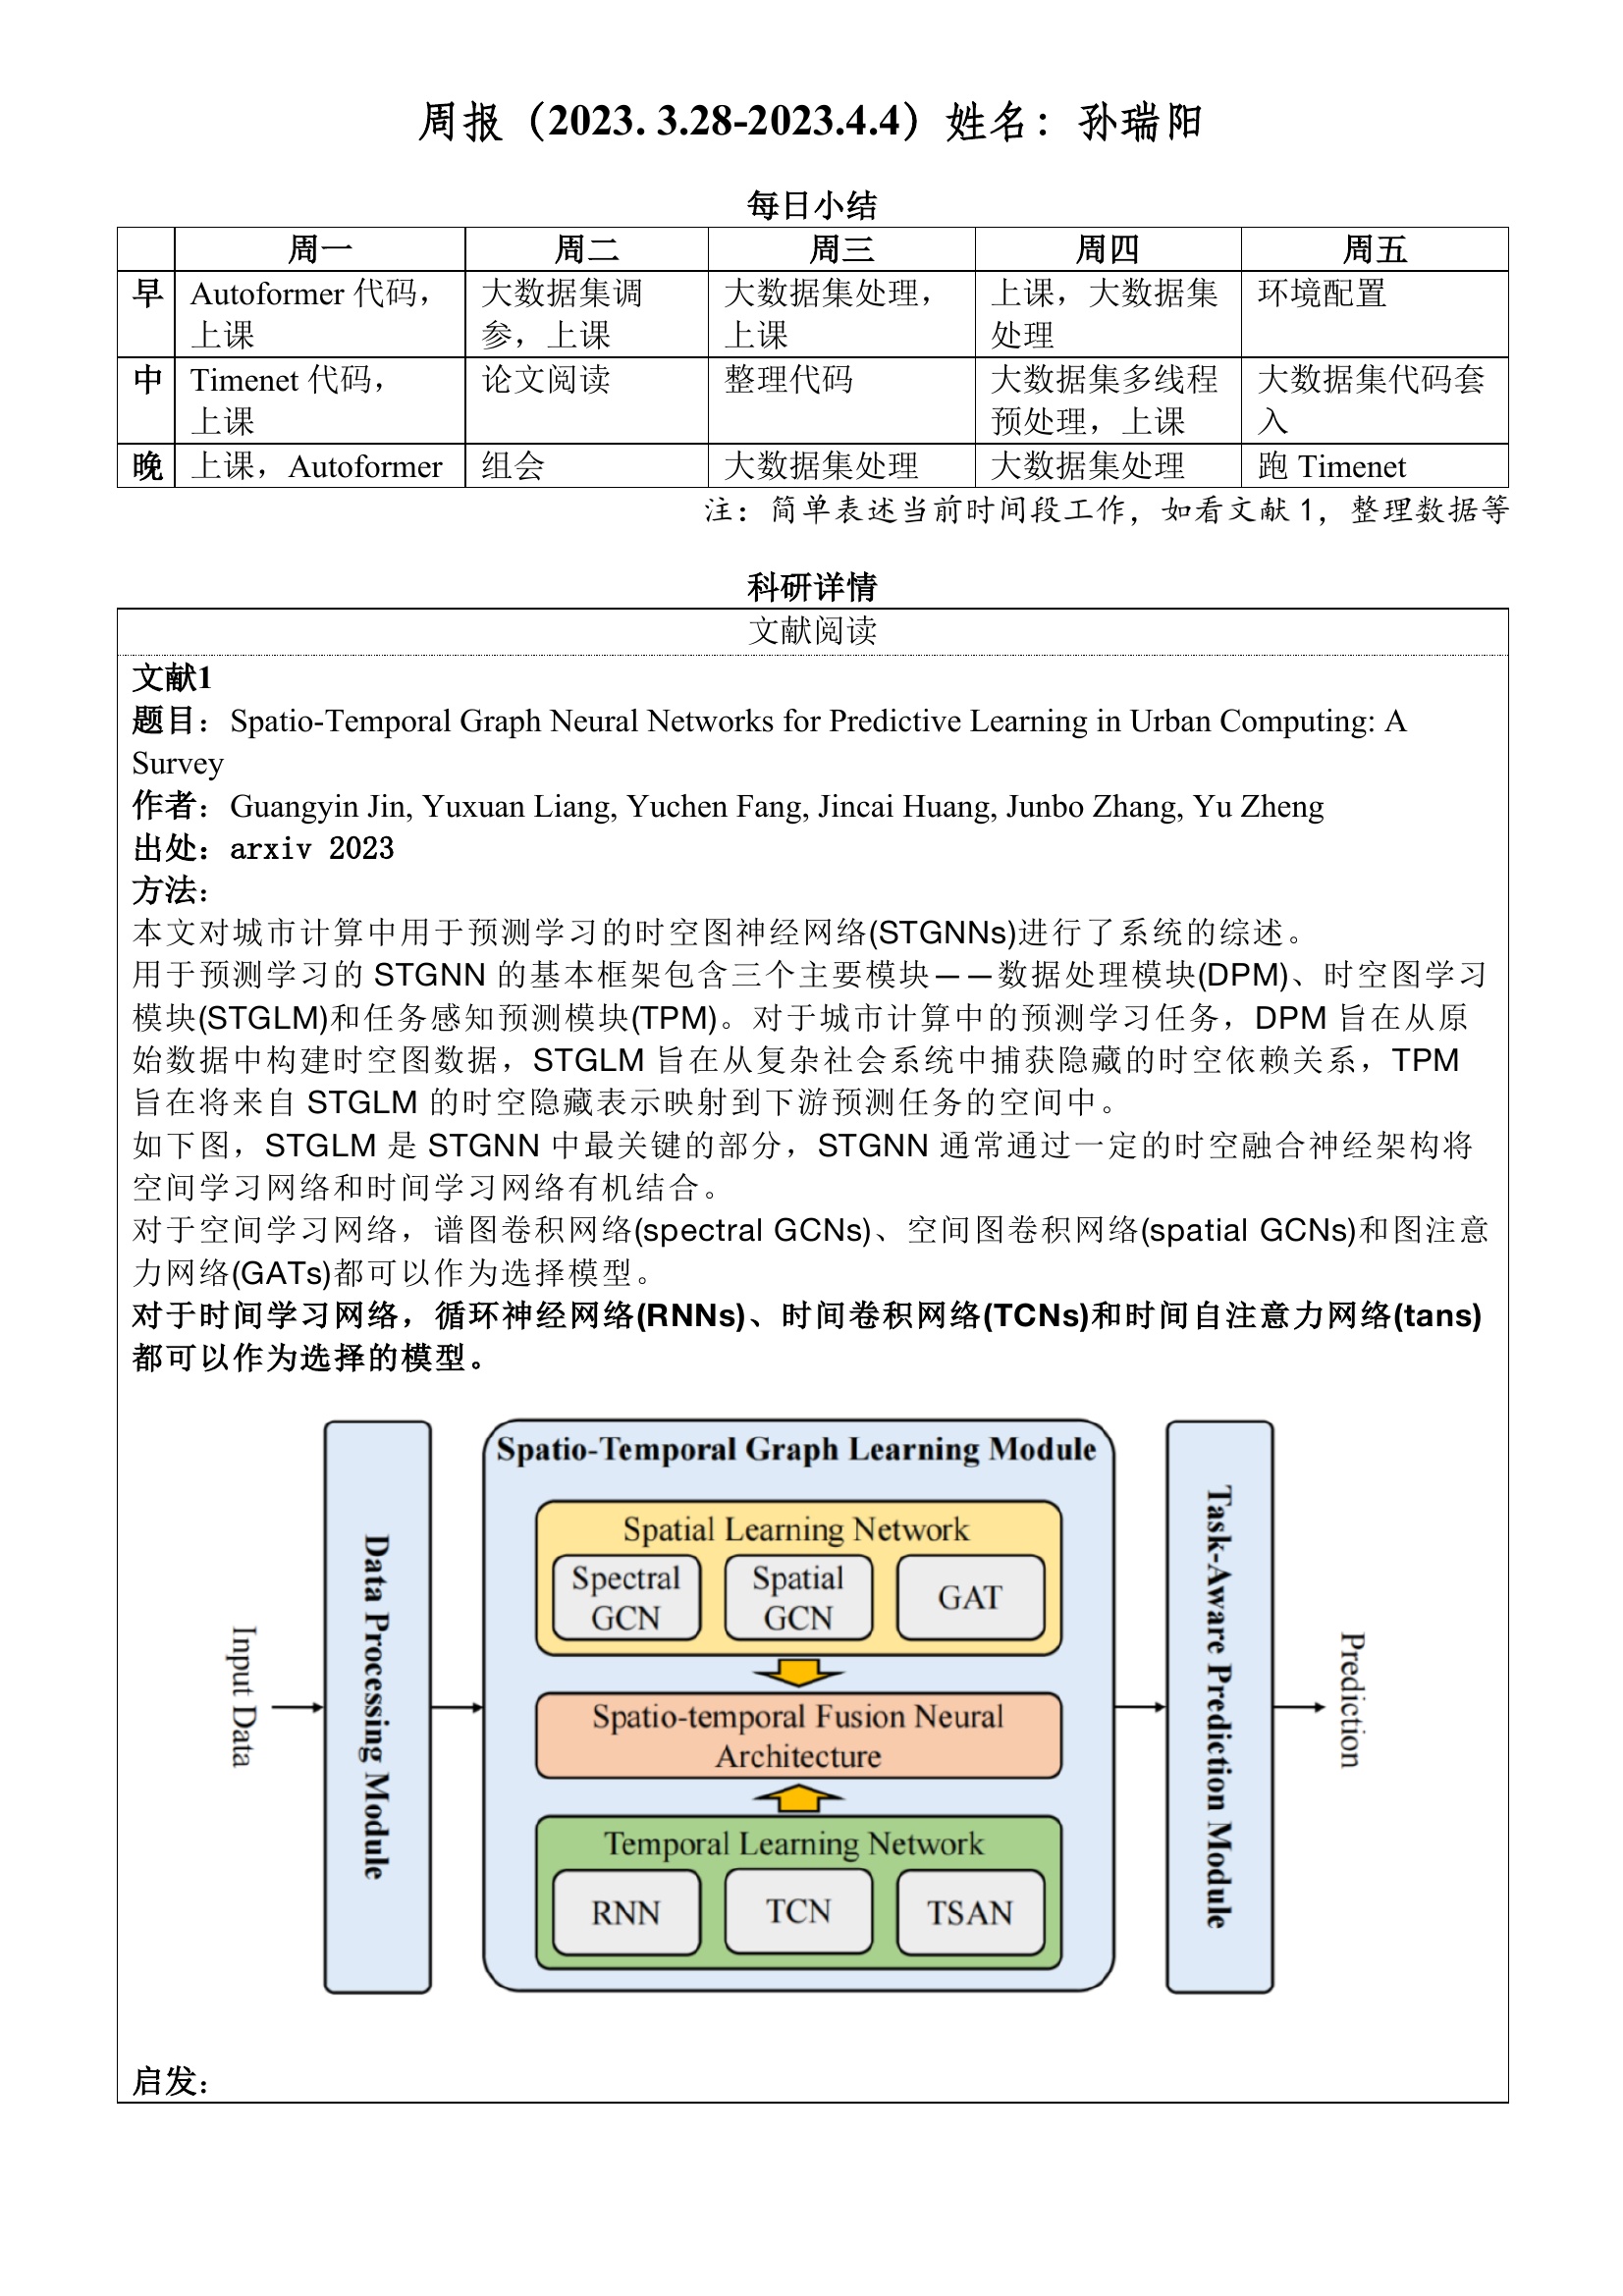 周报（2023. 3.28-2023.4.4）姓名：孙瑞阳
每日小结
周一 周二 周三 周四 周五
早 Autoformer 代码，上课 大数据集调参，上课 大数据集处理，上课 上课，大数据集处理 环境配置
中 Timenet 代码，上课 论文阅读 整理代码 大数据集多线程预处理，上课 大数据集代码套入
晚 上课，Autoformer 组会 大数据集处理 大数据集处理 跑 Timenet
注：简单表述当前时间段工作，如看文献 1，整理数据等
科研详情
文献阅读
文献1
题目：Spatio-Temporal Graph Neural Networks for Predictive Learning in Urban Computing: A
Survey
作者：Guangyin Jin, Yuxuan Liang, Yuchen Fang, Jincai Huang, Junbo Zhang, Yu Zheng
出处：arxiv 2023
方法：
本文对城市计算中用于预测学习的时空图神经网络(STGNNs)进行了系统的综述。
用于预测学习的 STGNN 的基本框架包含三个主要模块——数据处理模块(DPM)、时空图学习
模块(STGLM)和任务感知预测模块(TPM)。对于城市计算中的预测学习任务，DPM 旨在从原
始数据中构建时空图数据，STGLM 旨在从复杂社会系统中捕获隐藏的时空依赖关系，TPM
旨在将来自 STGLM 的时空隐藏表示映射到下游预测任务的空间中。
如下图，STGLM 是 STGNN 中最关键的部分，STGNN 通常通过一定的时空融合神经架构将
空间学习网络和时间学习网络有机结合。
对于空间学习网络，谱图卷积网络(spectral GCNs)、空间图卷积网络(spatial GCNs)和图注意
力网络(GATs)都可以作为选择模型。
对于时间学习网络，循环神经网络(RNNs)、时间卷积网络(TCNs)和时间自注意力网络(tans)
都可以作为选择的模型。
Input Data
Data Processing Module
Spatio-Temporal Graph Learning Module
Spatial Learning Network
Spectral GCN
Spatial GCN
GAT
Spatio-temporal Fusion Neural
Architecture
Temporal Learning Network
RNN
TCN
TSAN
Task-Aware Prediction Module
Prediction
启发：